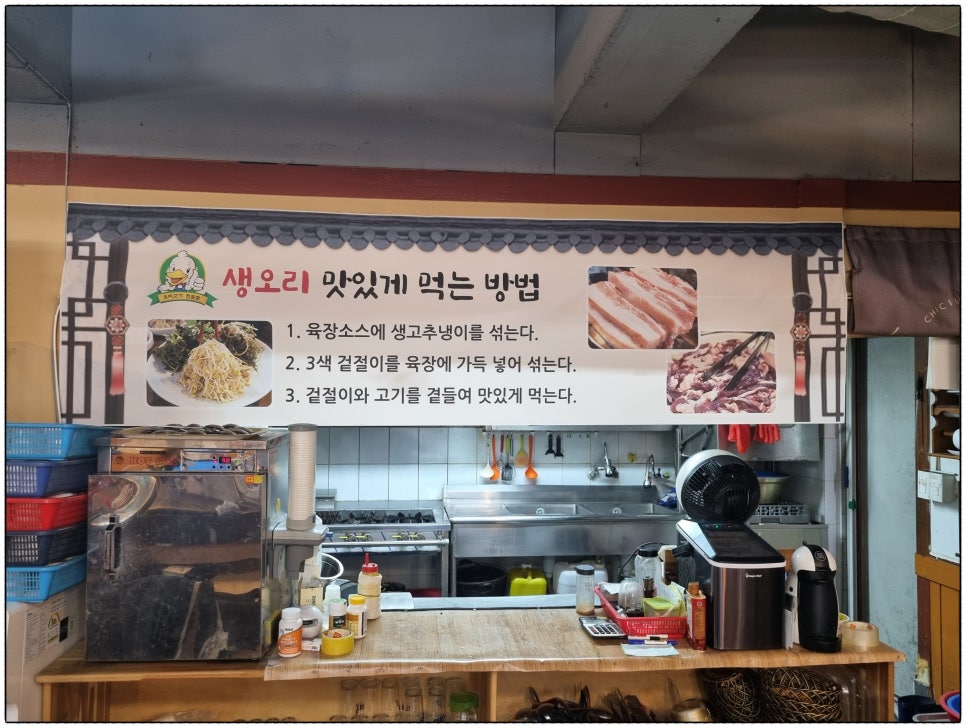 생오리 맛있게 먹는 방법
1. 육장소스에 생고추냉이를 섞는다.
2. 3색 겉절이를 육장에 가득 넣어 섞는다.
3. 겉절이와 고기를 곁들여 맛있게 먹는다.